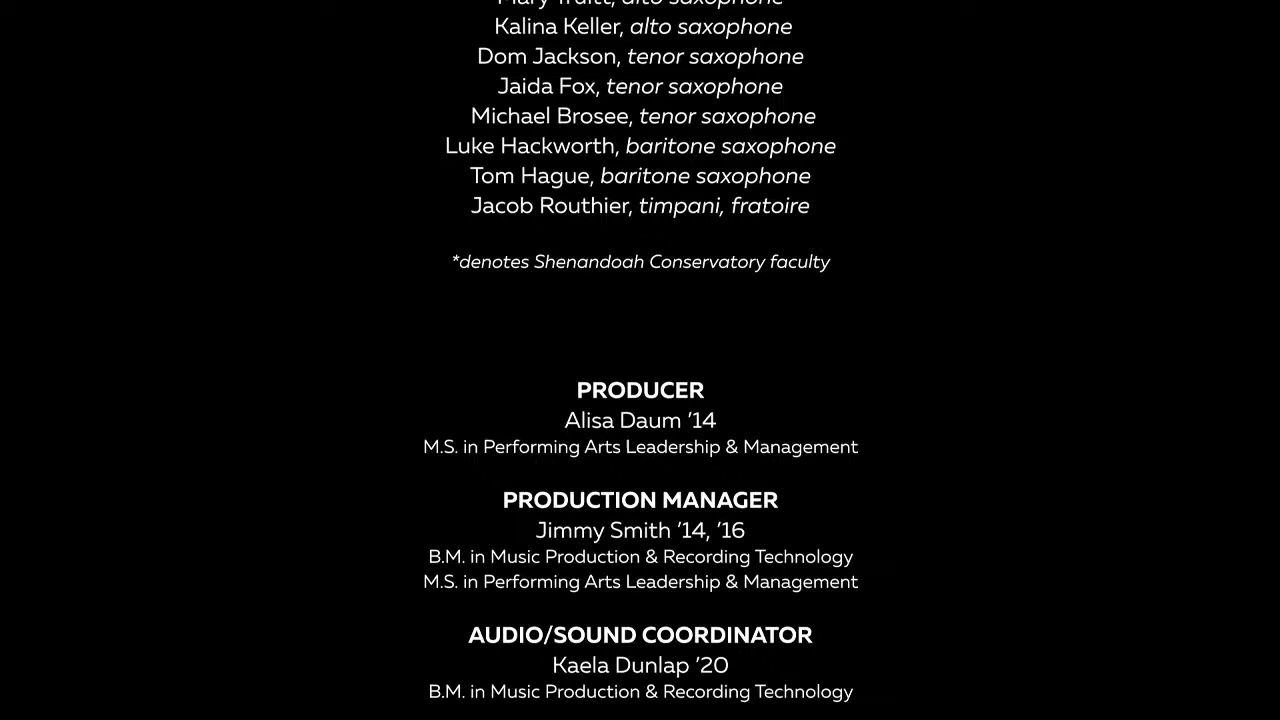 alto saxophone
Kalina Keller, alto saxophone
Dom Jackson, tenor saxophone
Jaida Fox, tenor saxophone
Michael Brosee, tenor saxophone
Luke Hackworth, baritone saxophone
Tom Hague, baritone saxophone
Jacob Routhier, timpani, fratoire
*denotes Shenandoah Conservatory faculty
PRODUCER
Alisa Daum ’14
M.S. in Performing Arts Leadership & Management
PRODUCTION MANAGER
Jimmy Smith ’14, ’16
B.M. in Music Production & Recording Technology
M.S. in Performing Arts Leadership & Management
AUDIO/SOUND COORDINATOR
Kaela Dunlap ’20
B.M. in Music Production & Recording Technology